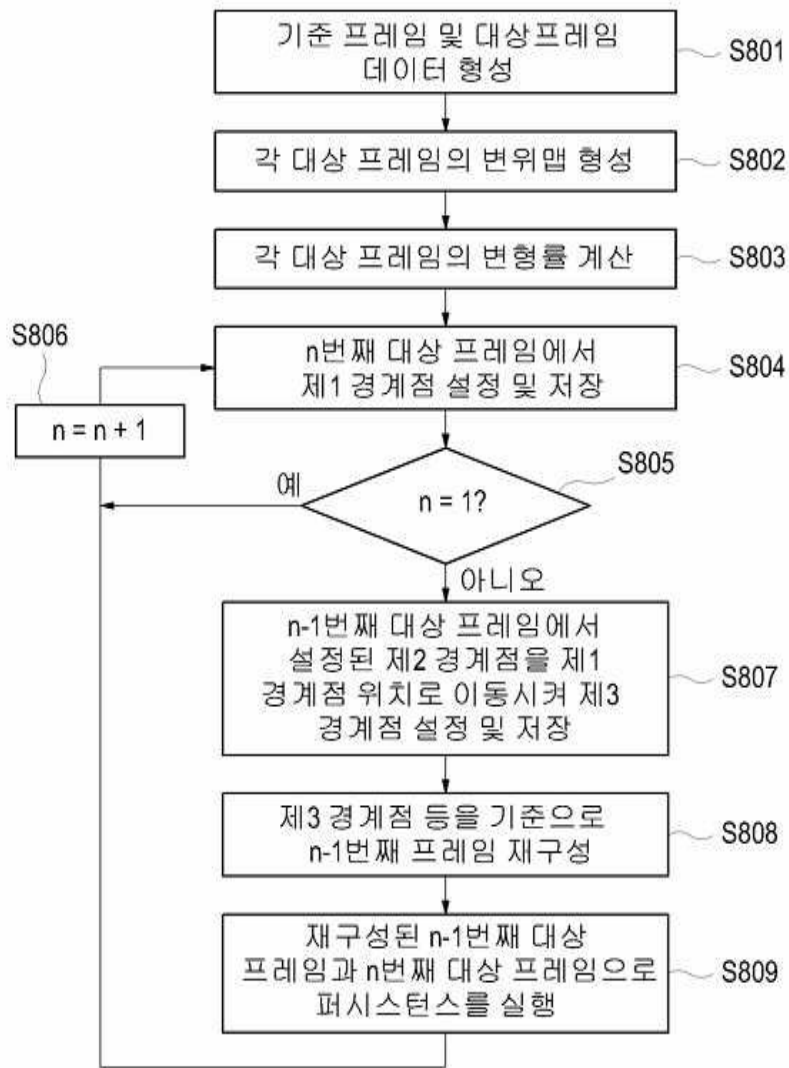 기준 프레임 및 대상프레임
데이터 형성
S801
각 대상 프레임의 변위맵 형성
S802
각 대상 프레임의 변형률 계산
S803
S806
n번째 대상 프레임에서
제1 경계점 설정 및 저장
S804
n = n + 1
S805
예
n = 1?
아니오
n-1번째 대상 프레임에서
설정된 제2 경계점을 제1
경계점 위치로 이동시켜 제3
경계점 설정 및 저장
S807
제3 경계점 등을 기준으로
n-1번째 프레임 재구성
S808
재구성된 n-1번째 대상
프레임과 n번째 대상 프레임으로
퍼시스턴스를 실행
S809